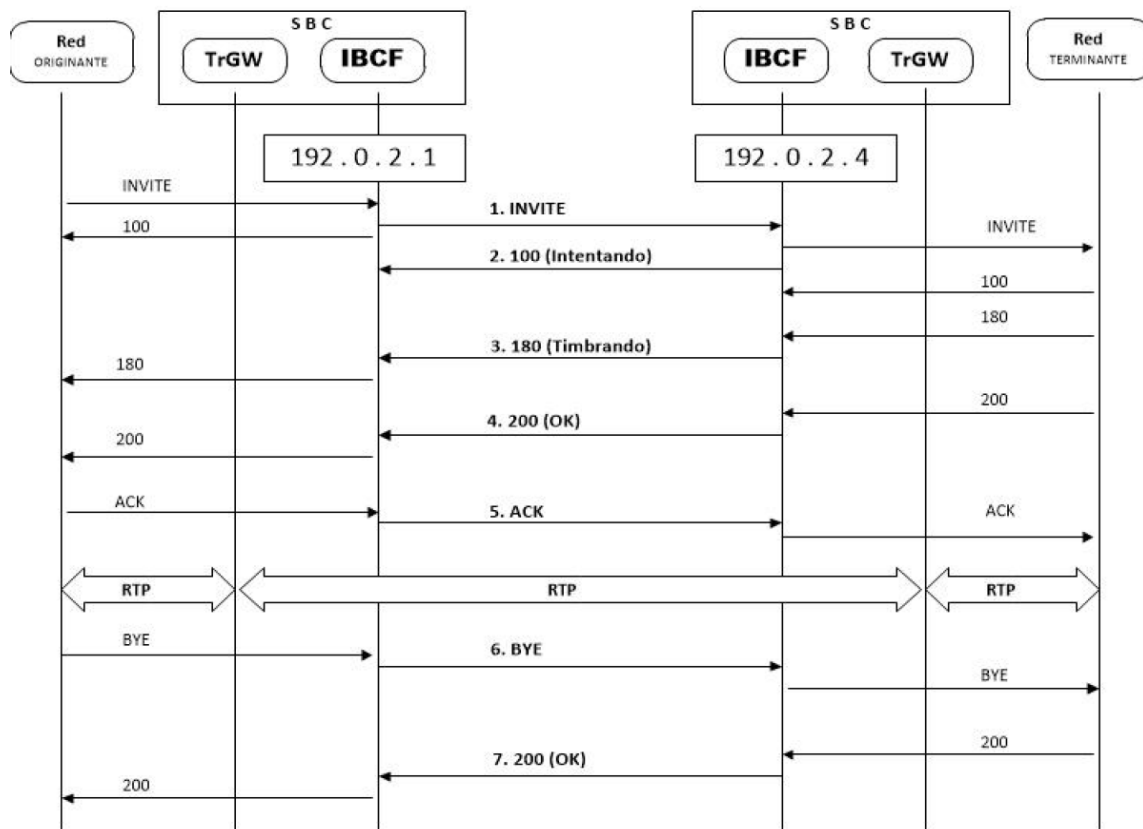 S B C
S B C
Red
ORIGINANTE
TrGW
IBCF
IBCF
TrGW
Red
TERMINANTE
192 . 0 . 2 . 1
192 . 0 . 2 . 4
INVITE
1. INVITE
100
INVITE
2. 100 (Intentando)
100
180
3. 180 (Timbrando)
180
200
4. 200 (OK)
200
ACK
5. ACK
ACK
RTP
RTP
RTP
BYE
6. BYE
BYE
200
7. 200 (OK)
200